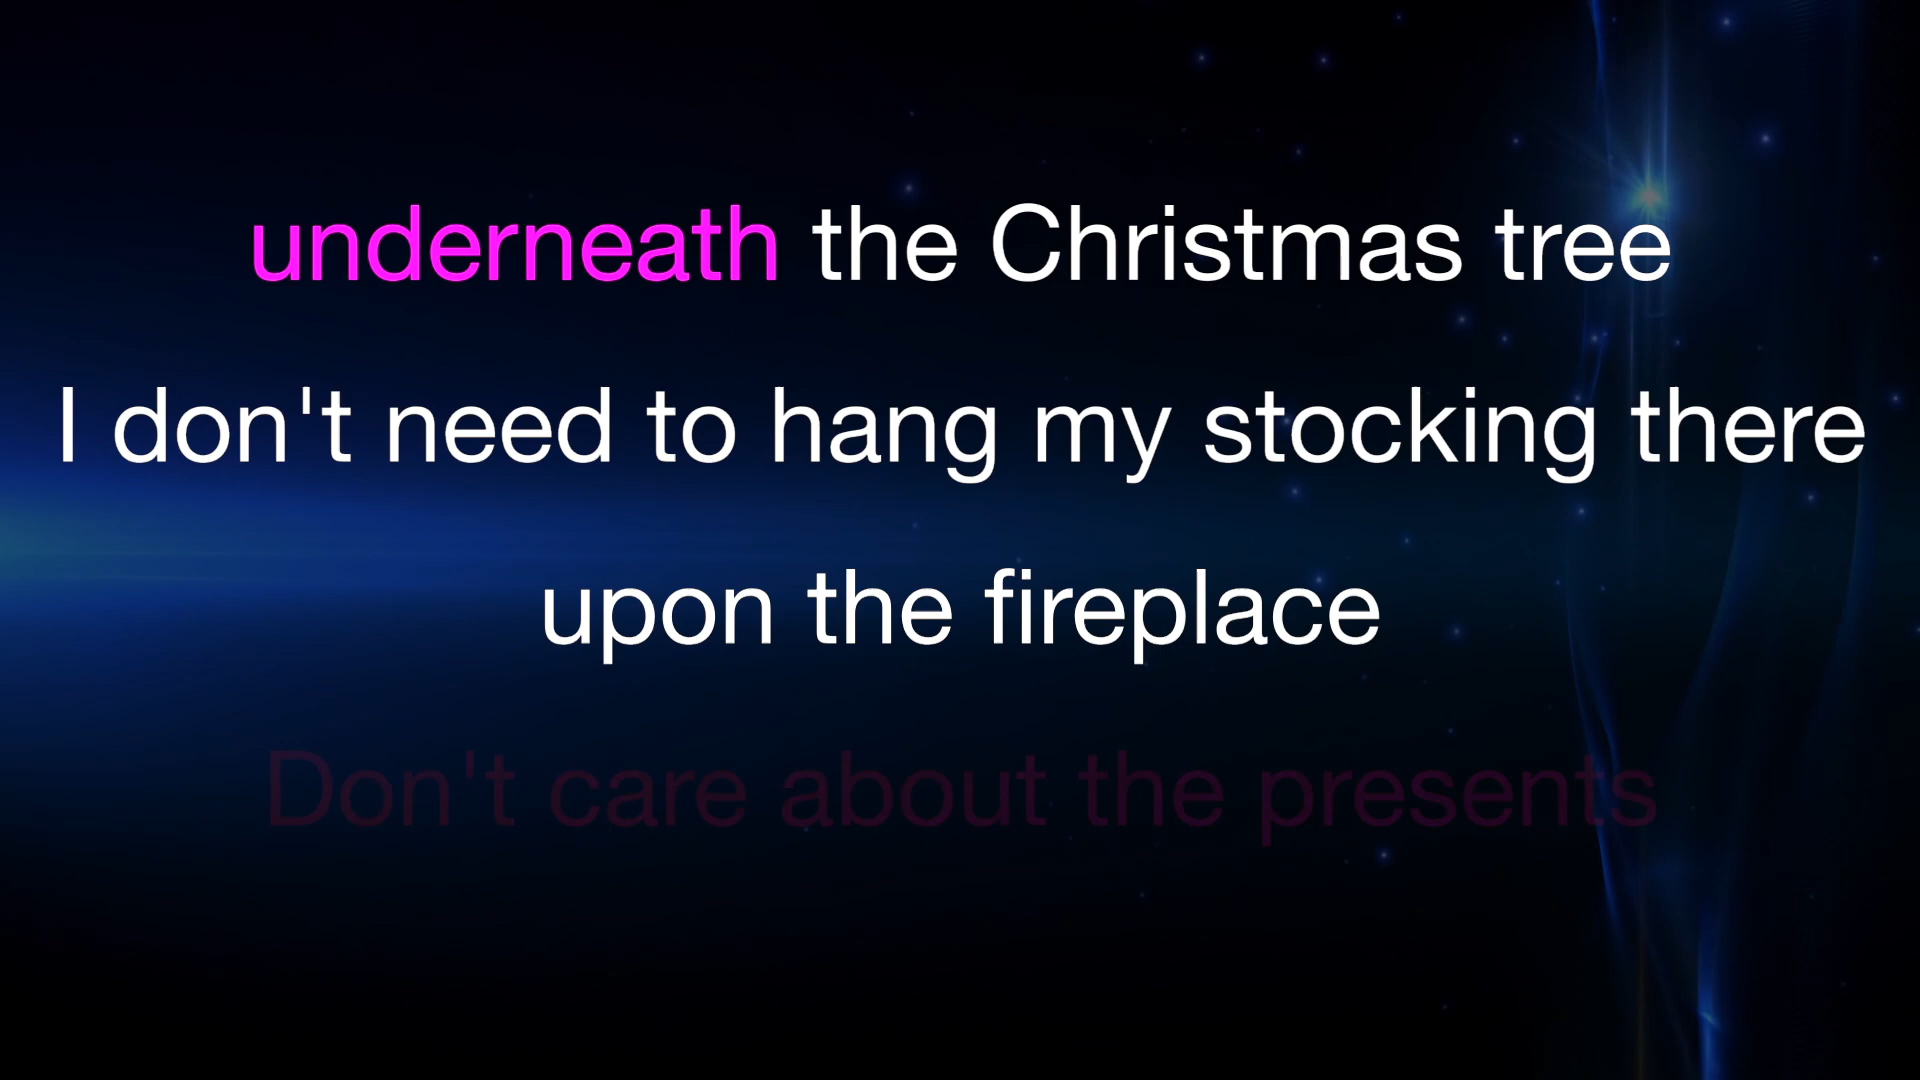 underneath the Christmas tree
I don't need to hang my stocking there
upon the fireplace
Don't care about the presents